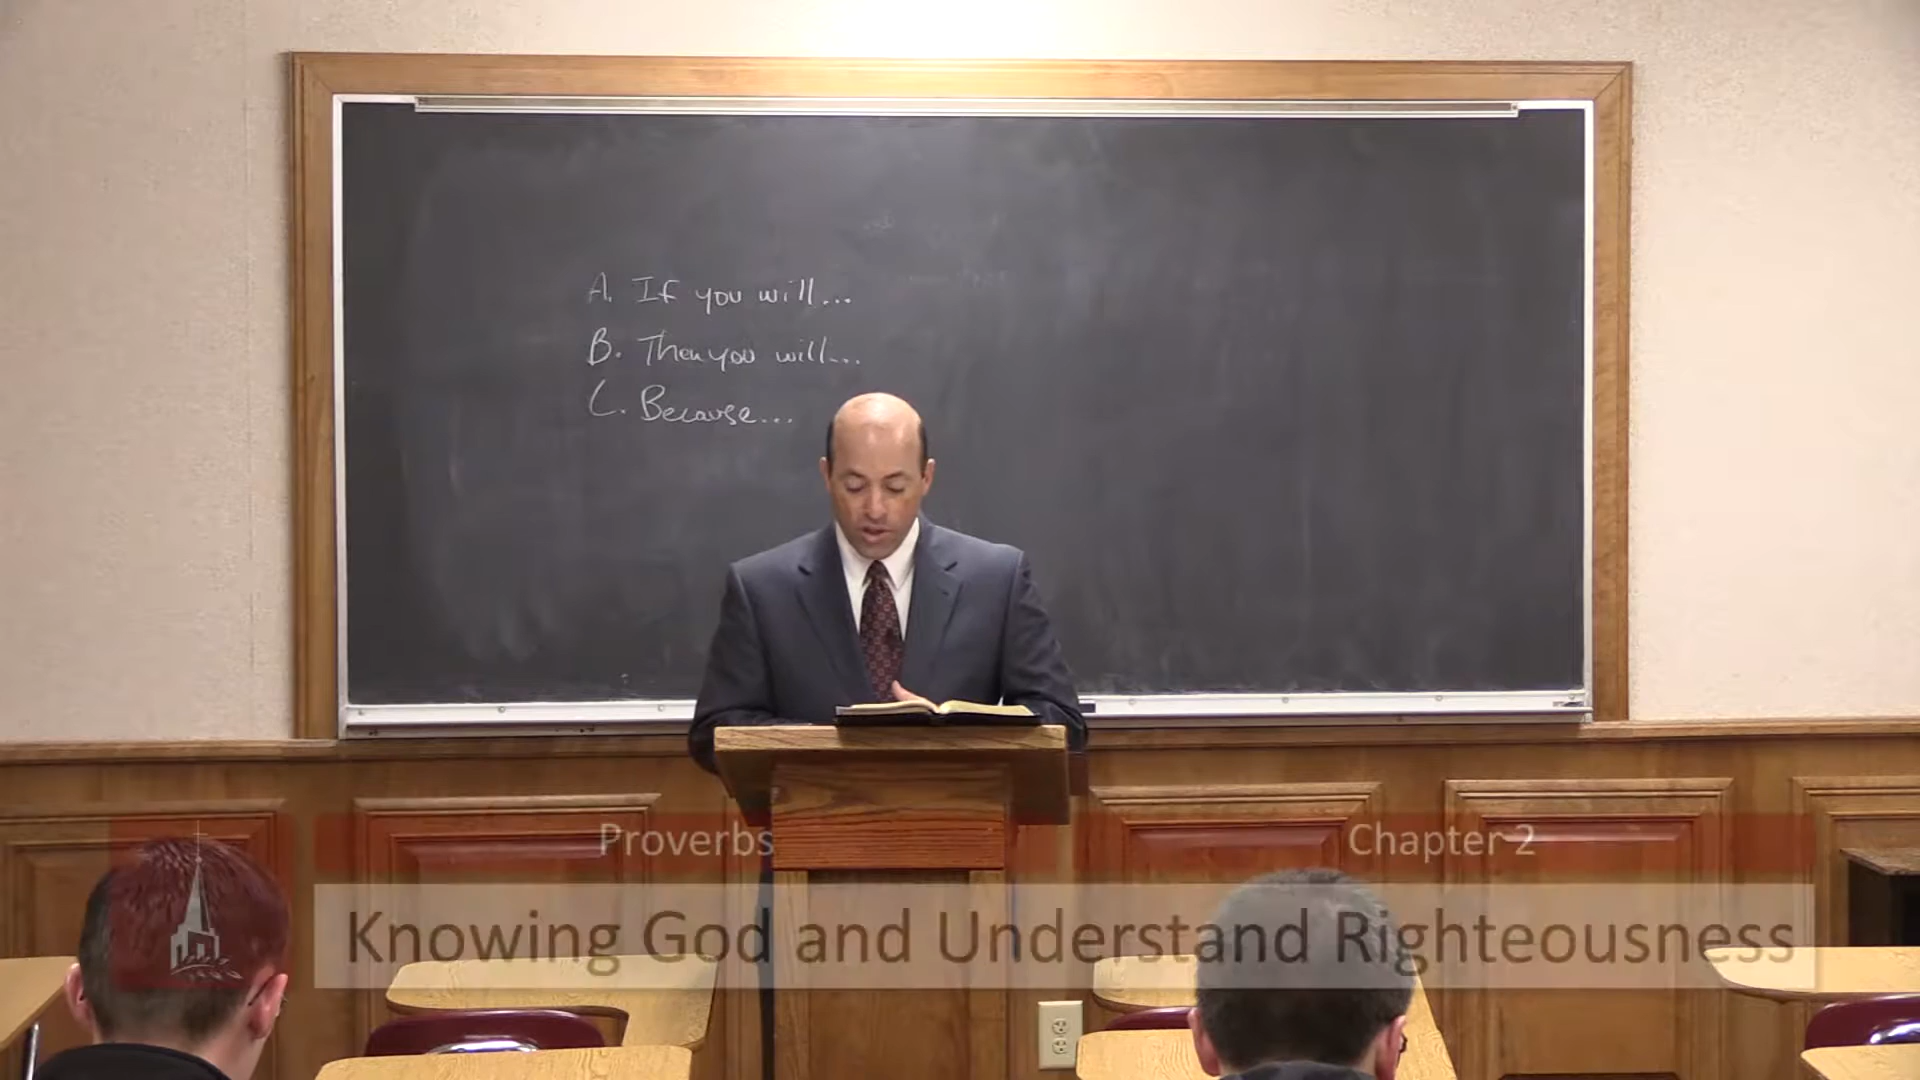 A. If you will...
B. Then you will...
C. Because...
Proverbs
Chapter 2
Knowing God and Understand Righteousness